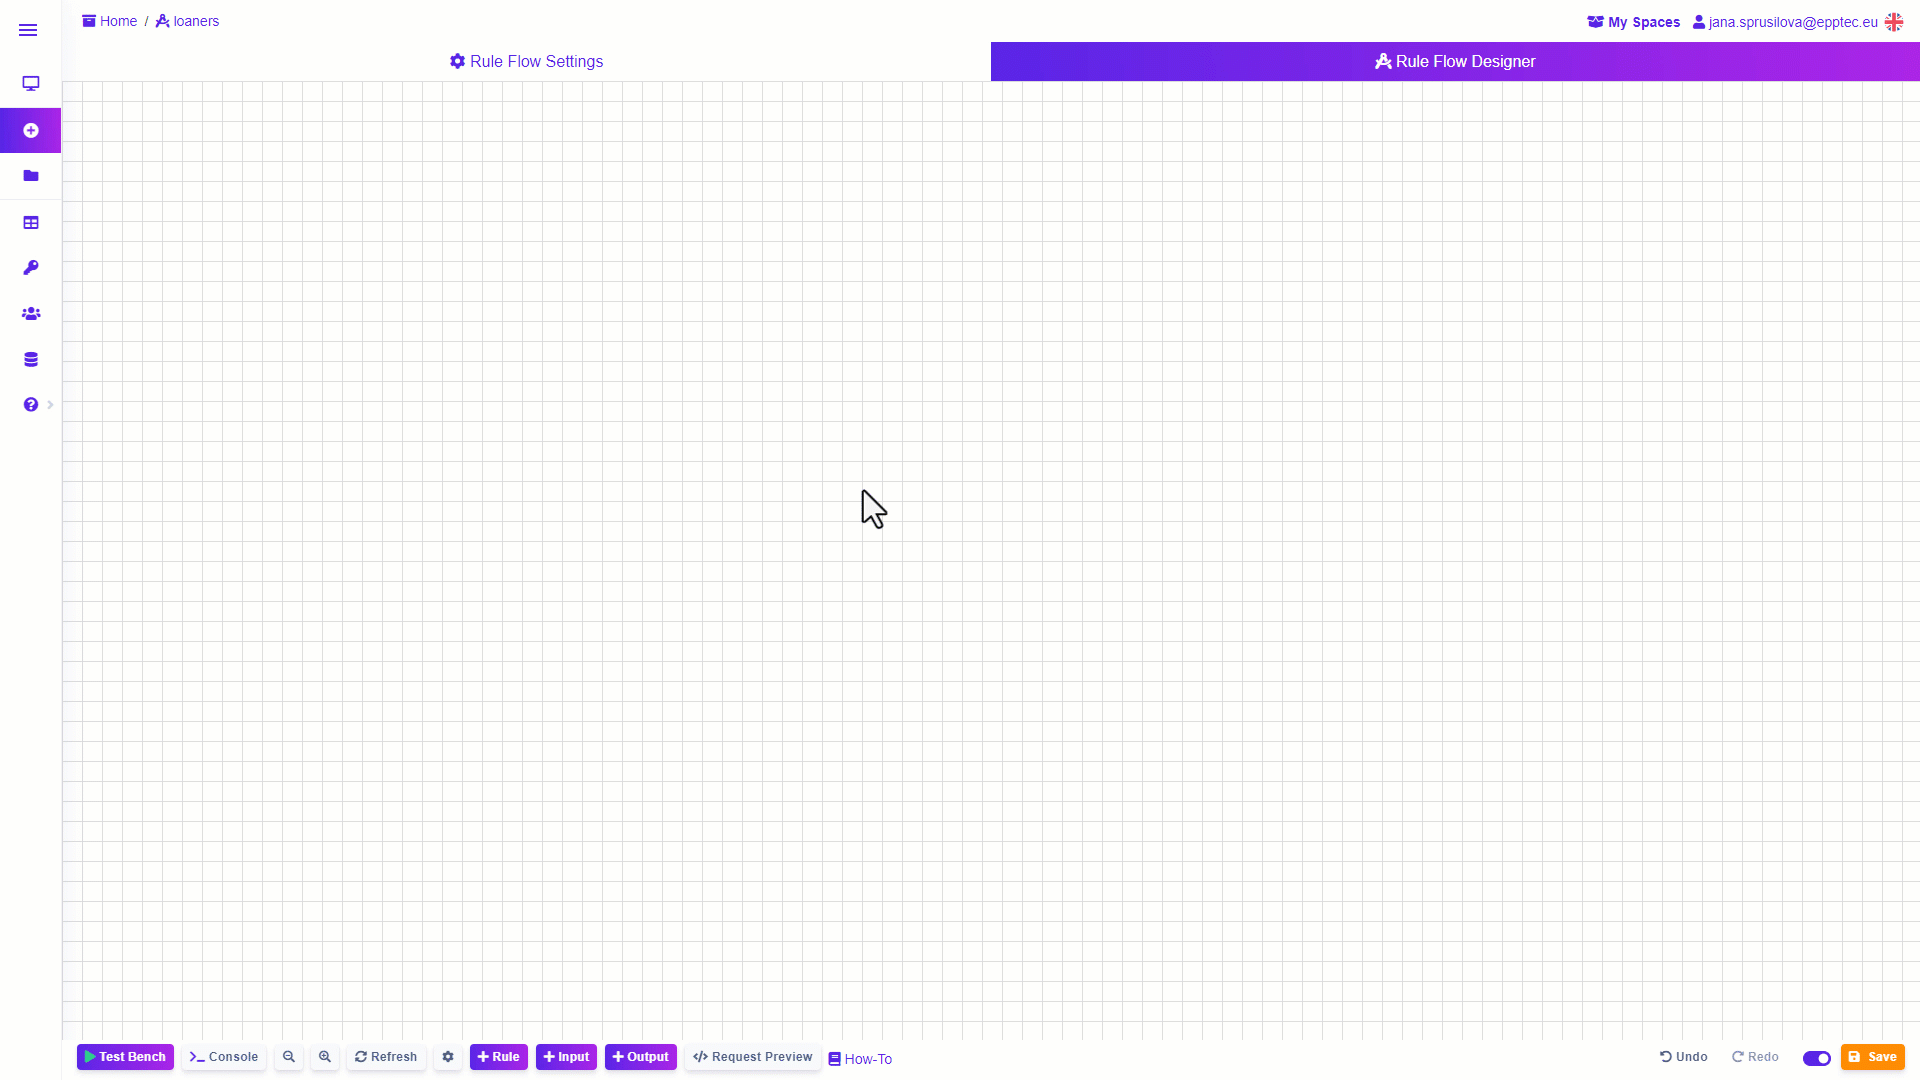 Home / loaners
My Spaces jana.sprusilova@epptec.eu
Rule Flow Settings
Rule Flow Designer
Test Bench
Console
Refresh
Rule
Input
Output
Request Preview
How-To
Undo
Redo
Save